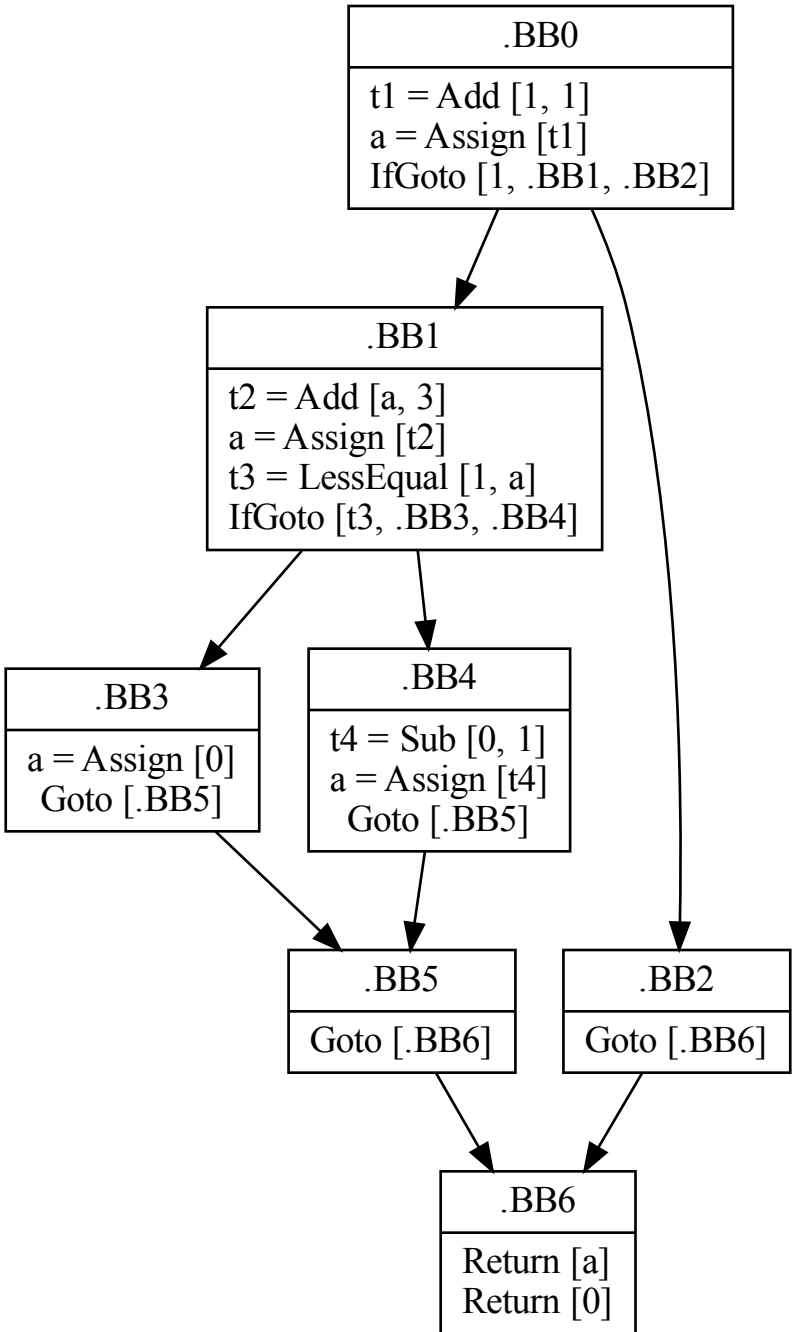 .BB0
t1 = Add [1, 1]
a = Assign [t1]
IfGoto [1, .BB1, .BB2]
.BB1
t2 = Add [a, 3]
a = Assign [t2]
t3 = LessEqual [1, a]
IfGoto [t3, .BB3, .BB4]
.BB3
a = Assign [0]
Goto [.BB5]
.BB4
t4 = Sub [0, 1]
a = Assign [t4]
Goto [.BB5]
.BB5
Goto [.BB6]
.BB2
Goto [.BB6]
.BB6
Return [a]
Return [0]